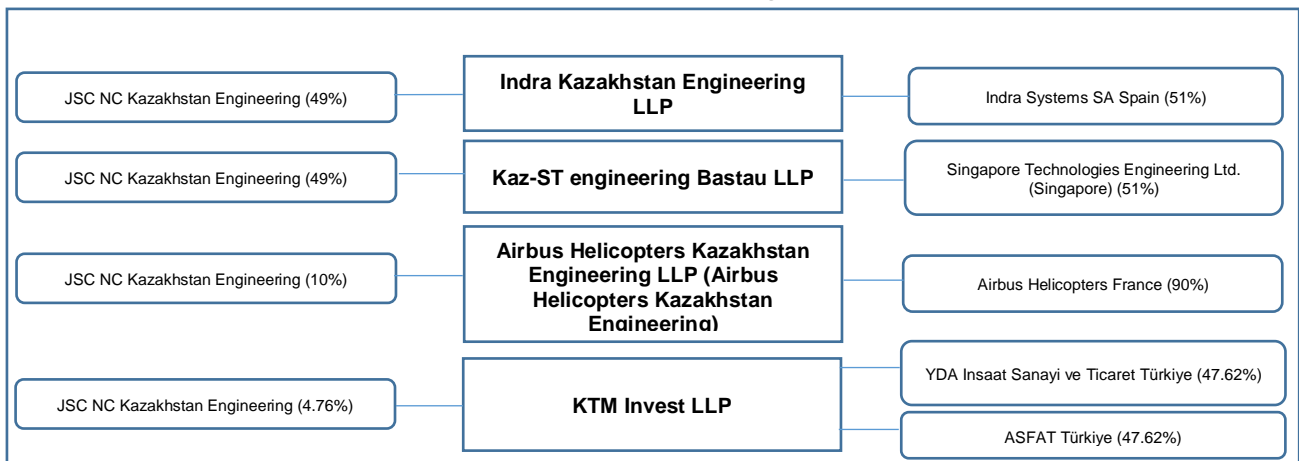 JSC NC Kazakhstan Engineering (49%)
Indra Kazakhstan Engineering
LLP
Indra Systems SA Spain (51%)
JSC NC Kazakhstan Engineering (49%)
Kaz-ST engineering Bastau LLP
Singapore Technologies Engineering Ltd.
(Singapore) (51%)
JSC NC Kazakhstan Engineering (10%)
Airbus Helicopters Kazakhstan
Engineering LLP (Airbus
Helicopters Kazakhstan
Engineering)
Airbus Helicopters France (90%)
JSC NC Kazakhstan Engineering (4.76%)
KTM Invest LLP
YDA Insaat Sanayi ve Ticaret Türkiye (47.62%)
ASFAT Türkiye (47.62%)